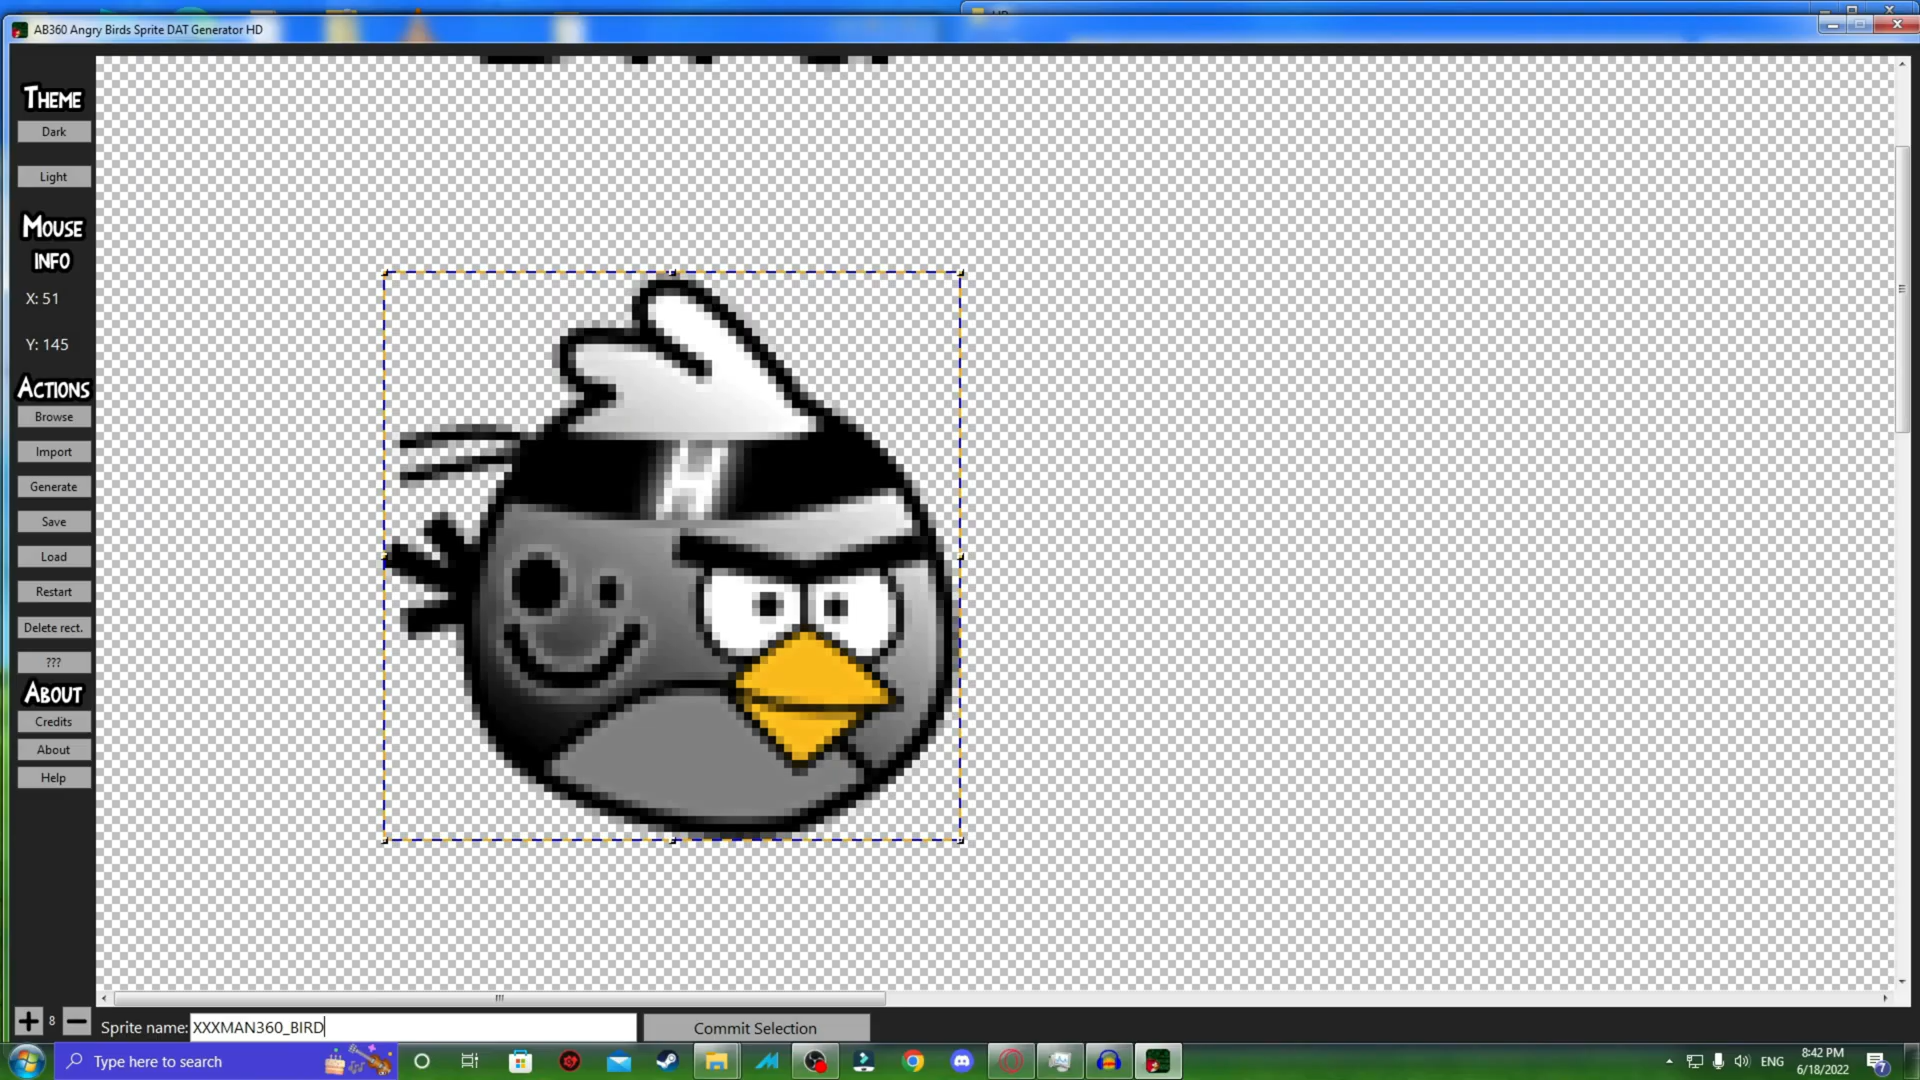 AB360 Angry Birds Sprite DAT Generator HD
THEME
Dark
Light
MOUSE
INFO
X: 51
Y: 145
ACTIONS
Browse
Import
Generate
Save
Load
Restart
Delete rect.
???
ABOUT
Credits
About
Help
8 Sprite name: XXXMAN360_BIRD Commit Selection
Type here to search
ENG
8:42 PM
6/18/2022
7